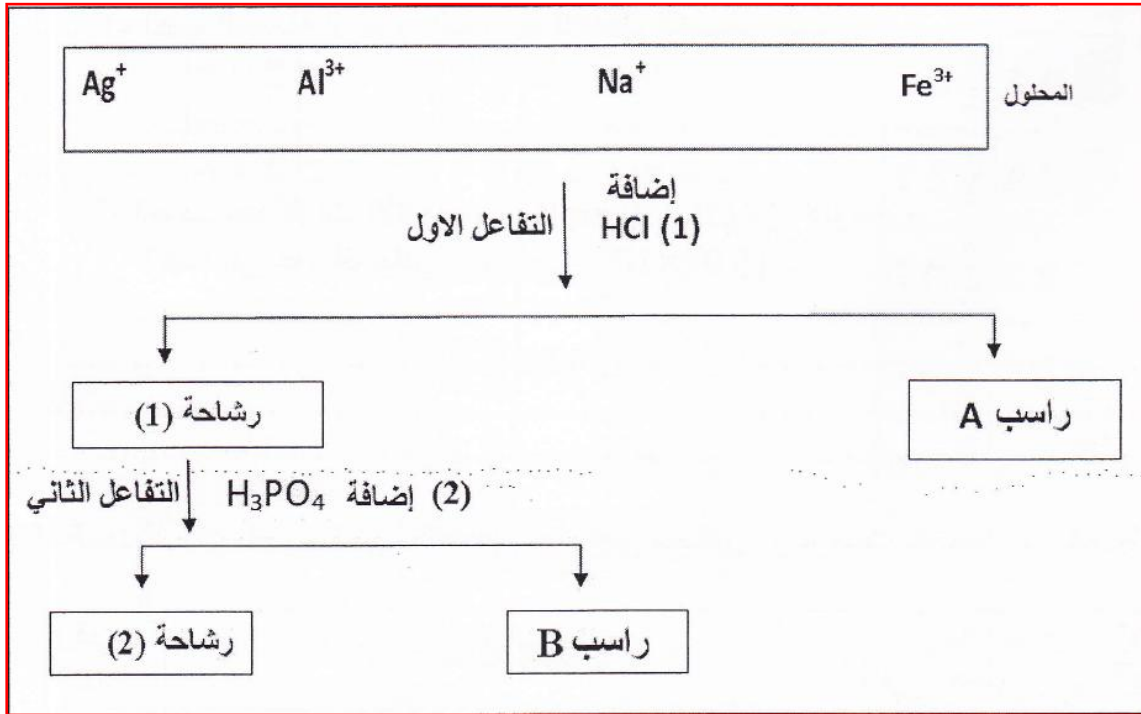 Ag⁺ Al³⁺ Na⁺ Fe³⁺ المحلول
إضافة
التفاعل الاول HCl (1)
رشاحة (1)
راسب A
(2) إضافة H₃PO₄ التفاعل الثاني
رشاحة (2)
راسب B